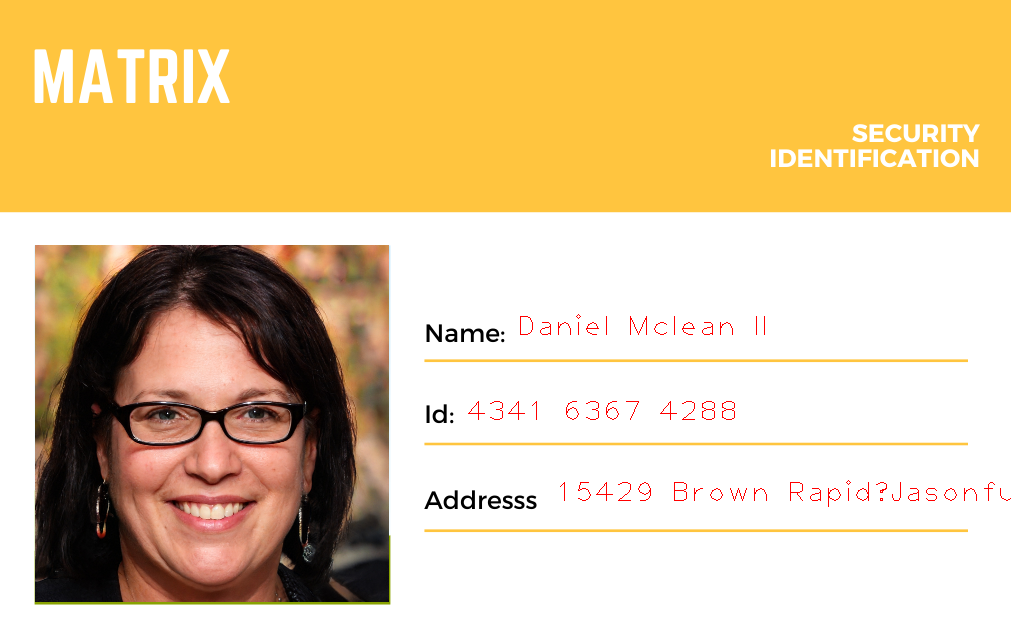 MATRIX
SECURITY
IDENTIFICATION
Name: Daniel Mclean II
Id: 4341 6367 4288
Addresss 15429 Brown Rapid?Jasonfu